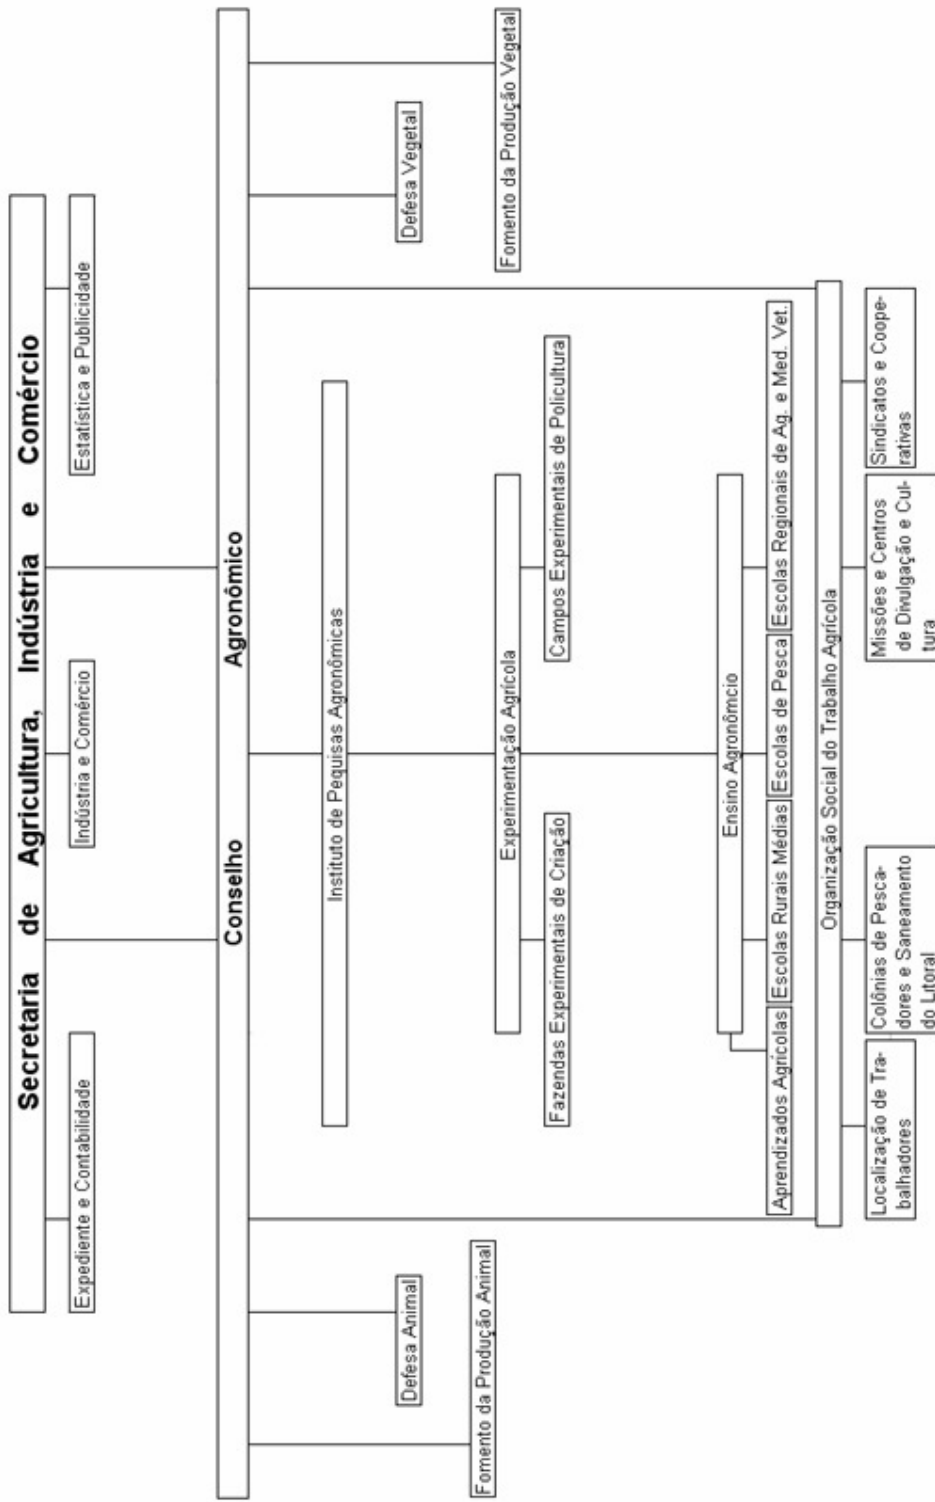 Secretaria de Agricultura, Indústria e Comércio
Expediente e Contabilidade
Indústria e Comércio
Estatística e Publicidade
Conselho Agronômico
Instituto de Pequisas Agronômicas
Defesa Animal
Defesa Vegetal
Fomento da Produção Animal
Experimentação Agrícola
Fomento da Produção Vegetal
Fazendas Experimentais de Criação
Campos Experimentais de Policultura
Ensino Agronômcio
Aprendizados Agrícolas
Escolas Rurais Médias
Escolas de Pesca
Escolas Regionais de Ag. e Med. Vet.
Organização Social do Trabalho Agrícola
Localização de Tra-
balhadores
Colônias de Pesca-
dores e Saneamento
do Litoral
Missões e Centros
de Divulgação e Cul-
tura
Sindicatos e Coope-
rativas